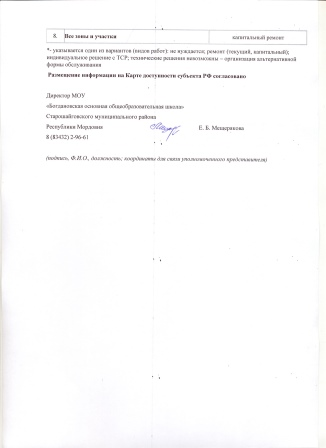 8. Все зоны и участки капитальный ремонт
*- указывается один из вариантов (видов работ): не нуждается; ремонт (текущий, капитальный);
индивидуальное решение с ТСР; технические решения невозможны – организация альтернативной
формы обслуживания
Размещение информации на Карте доступности субъекта РФ согласовано
Директор МОУ
«Богдановская основная общеобразовательная школа»
Старошайговского муниципального района
Республики Мордовия Е. Б. Мещерякова
8 (83432) 2-96-61
(подпись, Ф.И.О., должность; координаты для связи уполномоченного представителя)